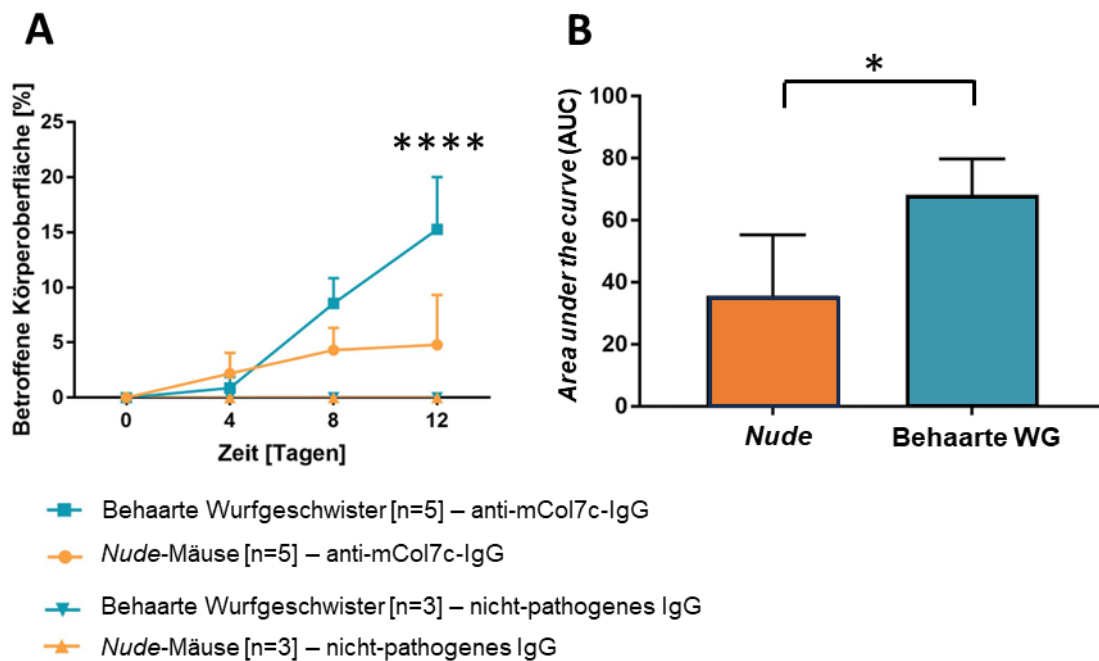 A
Betroffene Körperoberfläche [%]
25
20
15
10
5
0
****
0 4 8 12
Zeit [Tagen]
B
Area under the curve (AUC)
100
80
60
40
20
0
*
Nude Behaarte WG
Behaarte Wurfgeschwister [n=5] – anti-mCol7c-IgG
Nude-Mäuse [n=5] – anti-mCol7c-IgG
Behaarte Wurfgeschwister [n=3] – nicht-pathogenes IgG
Nude-Mäuse [n=3] – nicht-pathogenes IgG